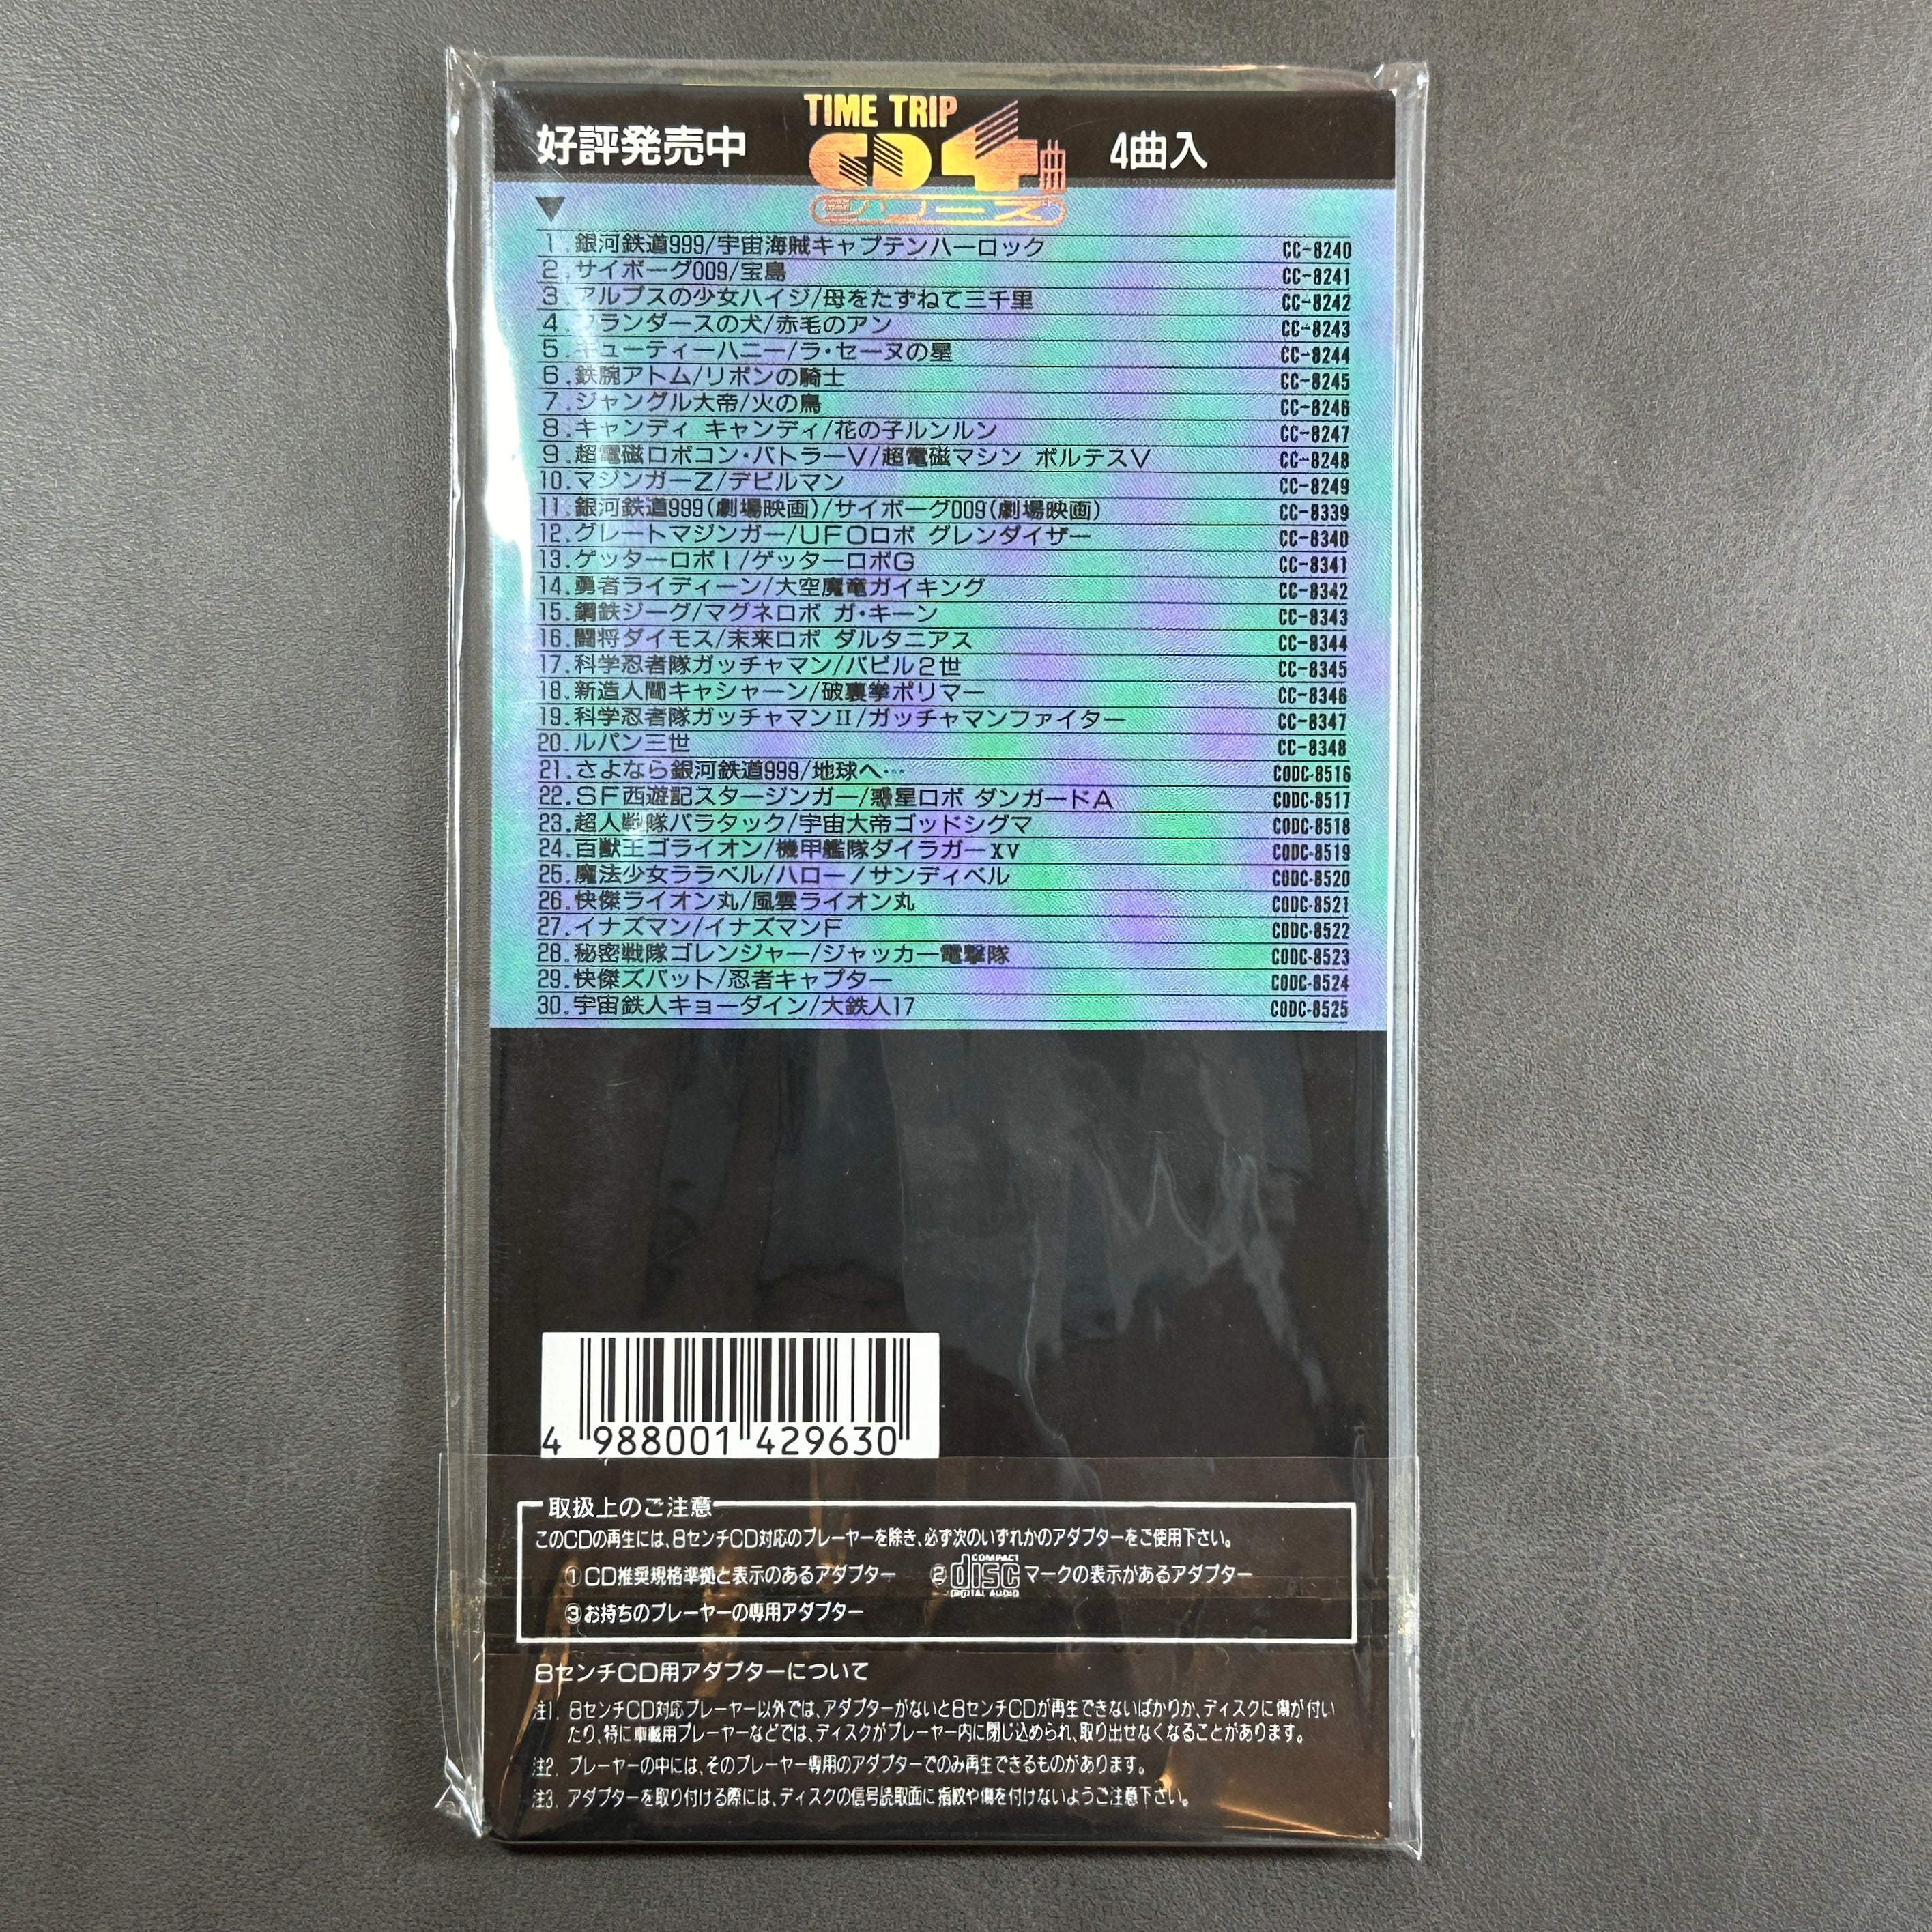 好評発売中
TIME TRIP
CD4曲
シリーズ
4曲入
1.銀河鉄道999/宇宙海賊キャプテンハーロック CC-8240
2.サイボーグ009/宝島 CC-8241
3.アルプスの少女ハイジ/母をたずねて三千里 CC-8242
4.フランダースの犬/赤毛のアン CC-8243
5.キューティーハニー/ラ・セーヌの星 CC-8244
6.鉄腕アトム/リボンの騎士 CC-8245
7.ジャングル大帝/火の鳥 CC-8246
8.キャンディ キャンディ/花の子ルンルン CC-8247
9.超電磁ロボコン・バトラーV/超電磁マシン ボルテスV CC-8248
10.マジンガーZ/デビルマン CC-8249
11.銀河鉄道999(劇場映画)/サイボーグ009(劇場映画) CC-8339
12.グレートマジンガー/UFOロボ グレンダイザー CC-8340
13.ゲッターロボI/ゲッターロボG CC-8341
14.勇者ライディーン/大空魔竜ガイキング CC-8342
15.鋼鉄ジーグ/マグネロボ ガ・キーン CC-8343
16.闘将ダイモス/未来ロボ ダルタニアス CC-8344
17.科学忍者隊ガッチャマン/バビル2世 CC-8345
18.新造人間キャシャーン/破裏拳ポリマー CC-8346
19.科学忍者隊ガッチャマンII/ガッチャマンファイター CC-8347
20.ルパン三世 CC-8348
21.さよなら銀河鉄道999/地球へ… CODC-8516
22.SF西遊記スタージンガー/惑星ロボ ダンガードA CODC-8517
23.超人戦隊バラタック/宇宙大帝ゴッドシグマ CODC-8518
24.百獣王ゴライオン/機甲艦隊ダイラガーXV CODC-8519
25.魔法少女ララベル/ハロー!サンディベル CODC-8520
26.快傑ライオン丸/風雲ライオン丸 CODC-8521
27.イナズマン/イナズマンF CODC-8522
28.秘密戦隊ゴレンジャー/ジャッカー電撃隊 CODC-8523
29.快傑ズバット/忍者キャプター CODC-8524
30.宇宙鉄人キョーダイン/大鉄人17 CODC-8525
4 988001 429630
取扱上のご注意
このCDの再生には、8センチCD対応のプレーヤーを除き、必ず次のいずれかのアダプターをご使用下さい。
①CD推奨規格準拠と表示のあるアダプター ②COMPACT disc DIGITAL AUDIOマークの表示があるアダプター
③お持ちのプレーヤーの専用アダプター
8センチCD用アダプターについて
注1. 8センチCD対応プレーヤー以外では、アダプターがないと8センチCDが再生できないばかりか、ディスクに傷が付い
たり、特に車載用プレーヤーなどでは、ディスクがプレーヤー内に閉じ込められ、取り出せなくなることがあります。
注2. プレーヤーの中には、そのプレーヤー専用のアダプターでのみ再生できるものがあります。
注3. アダプターを取り付ける際には、ディスクの信号読取面に指紋や傷を付けないようご注意下さい。